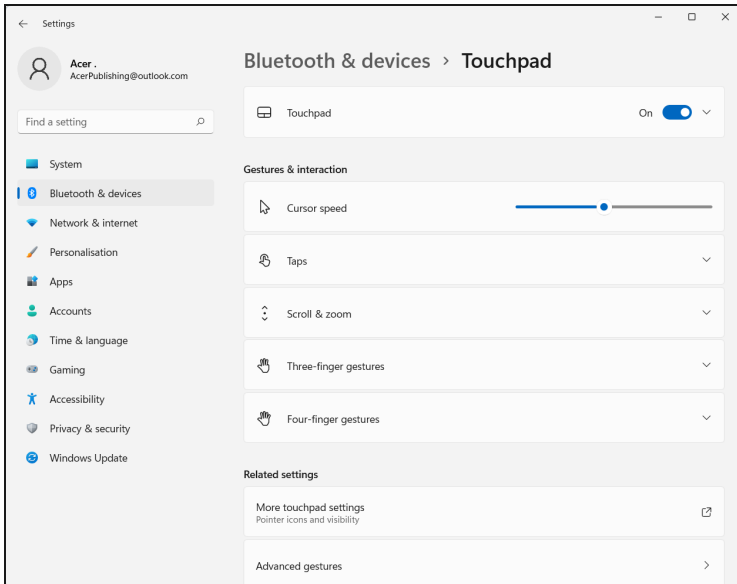 Settings
Acer .
AcerPublishing@outlook.com
Find a setting
System
Bluetooth & devices
Network & internet
Personalisation
Apps
Accounts
Time & language
Gaming
Accessibility
Privacy & security
Windows Update
Bluetooth & devices > Touchpad
Touchpad
On
Gestures & interaction
Cursor speed
Taps
Scroll & zoom
Three-finger gestures
Four-finger gestures
Related settings
More touchpad settings
Pointer icons and visibility
Advanced gestures